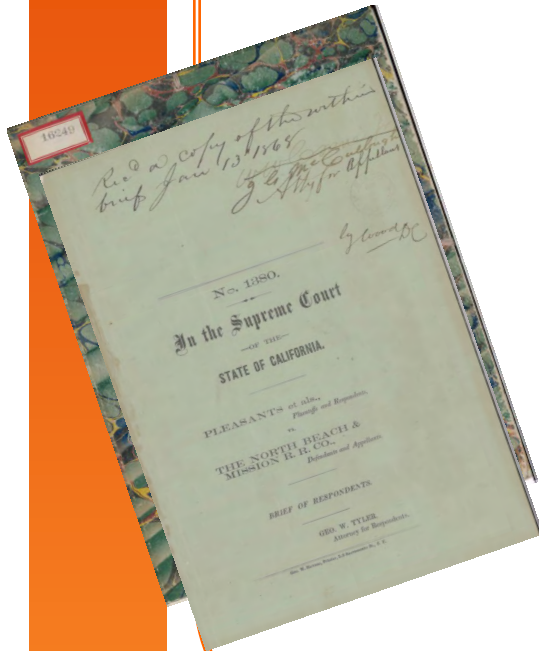 16249
Rec'd a copy of the within
brief Jan 13 1868
Atty for Appellant
No. 1380.
In the Supreme Court
—OF THE—
STATE OF CALIFORNIA.
PLEASANTS et als.,
Plaintiffs and Respondents,
vs.
THE NORTH BEACH &
MISSION R. R. CO.,
Defendants and Appellants.
BRIEF OF RESPONDENTS.
GEO. W. TYLER,
Attorney for Respondents.